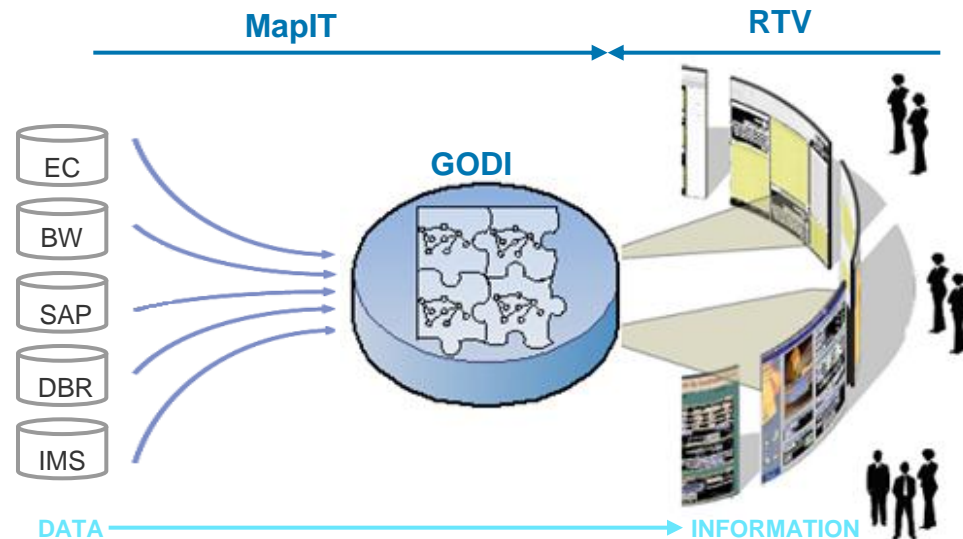 MapIT
RTV
GODI
EC
BW
SAP
DBR
IMS
DATA
INFORMATION